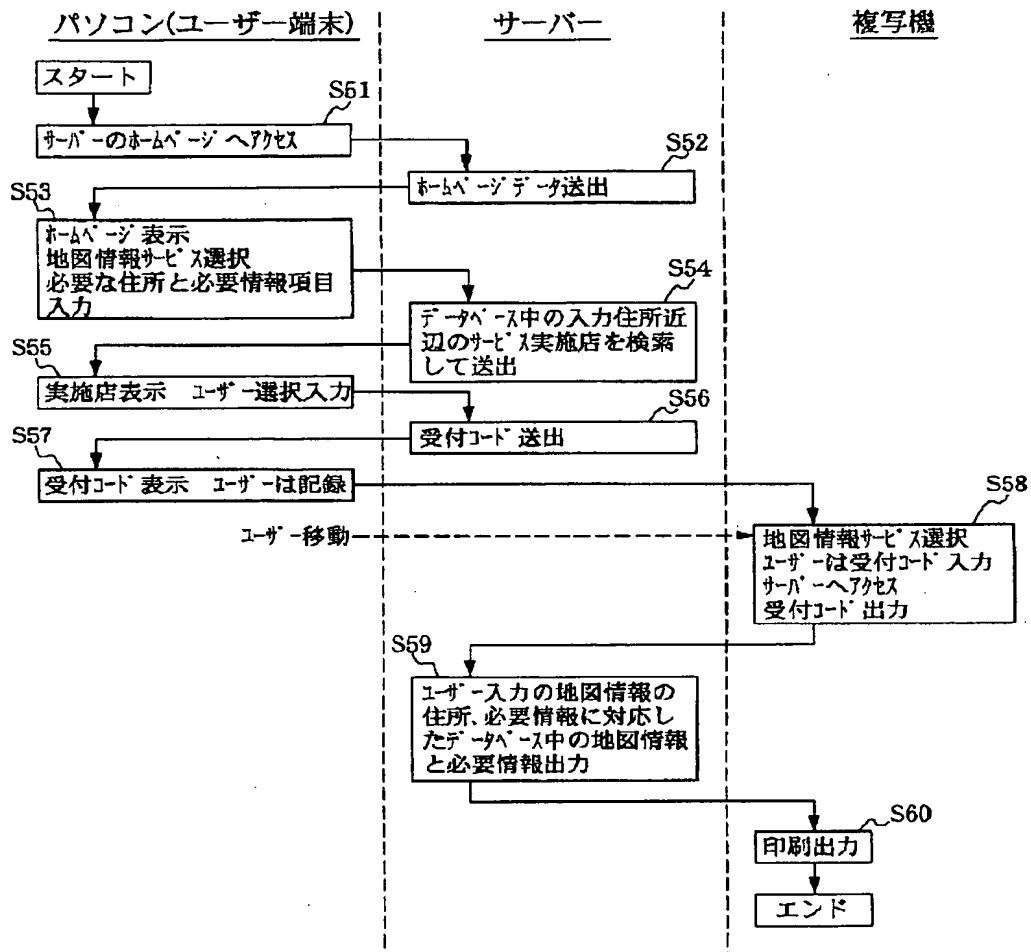 パソコン(ユーザー端末)
サーバー
複写機
スタート
S51
サーバーのホームページへアクセス
S52
ホームページデータ送出
S53
ホームページ表示
地図情報サービス選択
必要な住所と必要情報項目
入力
S54
データベース中の入力住所近
辺のサービス実施店を検索
して送出
S55
実施店表示 ユーザー選択入力
S56
受付コード送出
S57
受付コード表示 ユーザーは記録
ユーザー移動
S58
地図情報サービス選択
ユーザーは受付コード入力
サーバーへアクセス
受付コード出力
S59
ユーザー入力の地図情報の
住所、必要情報に対応し
たデータベース中の地図情報
と必要情報出力
S60
印刷出力
エンド